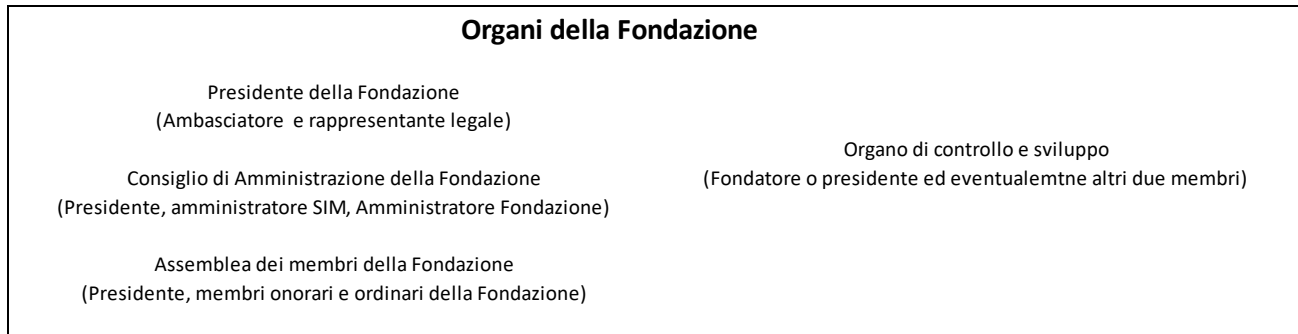 Organi della Fondazione
Presidente della Fondazione
(Ambasciatore e rappresentante legale)
Consiglio di Amministrazione della Fondazione
(Presidente, amministratore SIM, Amministratore Fondazione)
Assemblea dei membri della Fondazione
(Presidente, membri onorari e ordinari della Fondazione)
Organo di controllo e sviluppo
(Fondatore o presidente ed eventualemtne altri due membri)